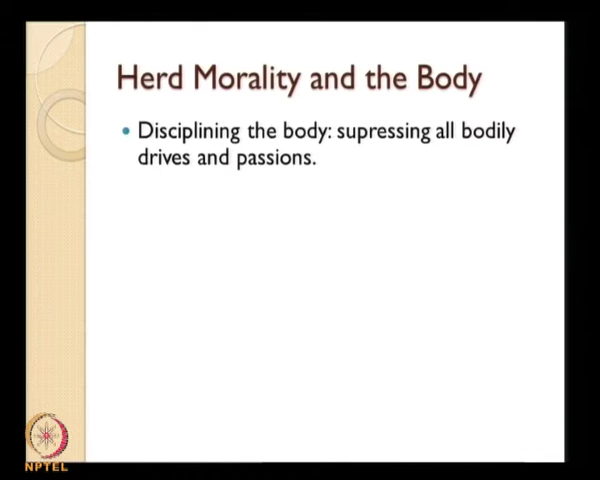 Herd Morality and the Body
Disciplining the body: supressing all bodily
drives and passions.
NPTEL